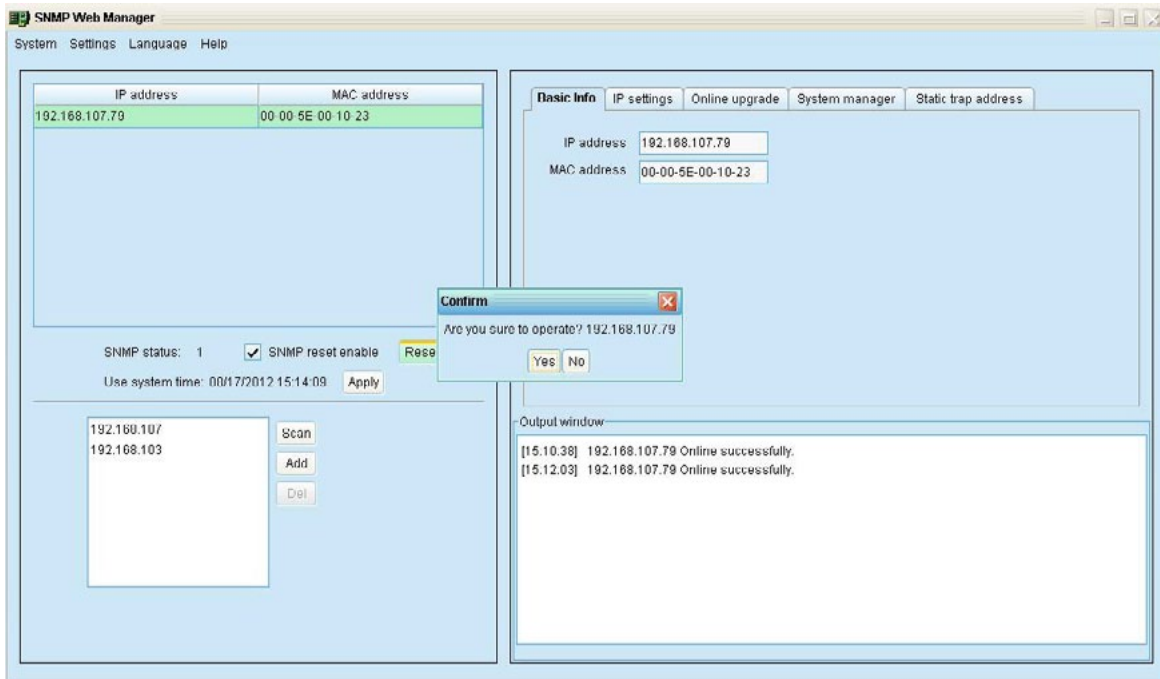 SNMP Web Manager
System Settings Language Help
IP address MAC address
192.168.107.79 00-00-5E-00-10-23
SNMP status: 1 SNMP reset enable Rese
Use system time: 15:14:09 Apply
192.168.107
192.168.103
Scan
Add
Del
Basic Info IP settings Online upgrade System manager Static trap address
IP address 192.168.107.79
MAC address 00-00-5E-00-10-23
Confirm
Are you sure to operate? 192.168.107.79
Yes No
Output window
[15.10.38] 192.168.107.79 Online successfully.
[15.12.03] 192.168.107.79 Online successfully.